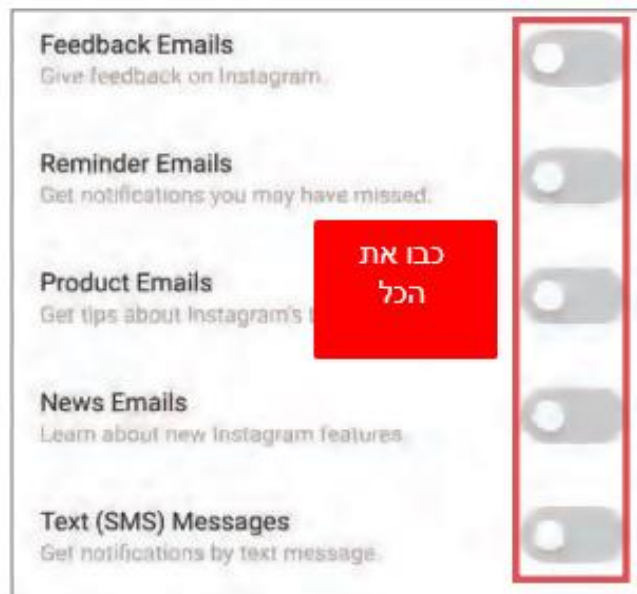 Feedback Emails
Give feedback on Instagram.
Reminder Emails
Get notifications you may have missed.
כבו את
הכל
Product Emails
Get tips about Instagram's
News Emails
Learn about new Instagram features
Text (SMS) Messages
Get notifications by text message.